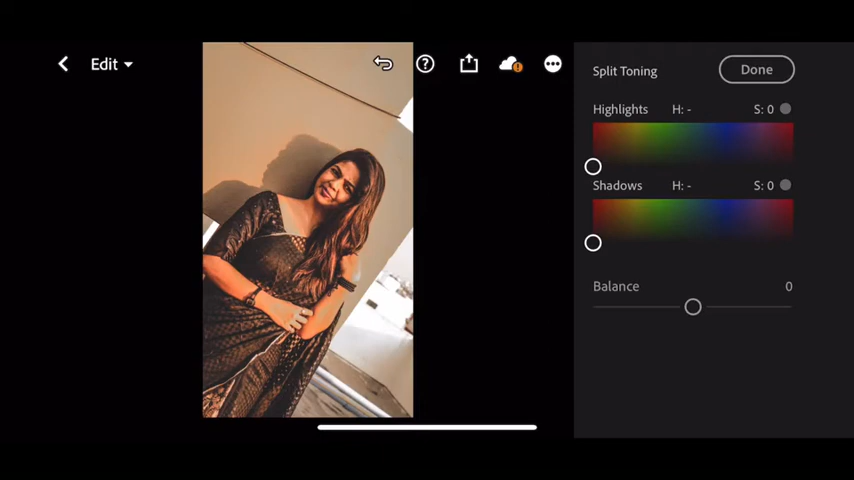 Edit
Split Toning
Done
Highlights H: - S: 0
Shadows H: - S: 0
Balance 0